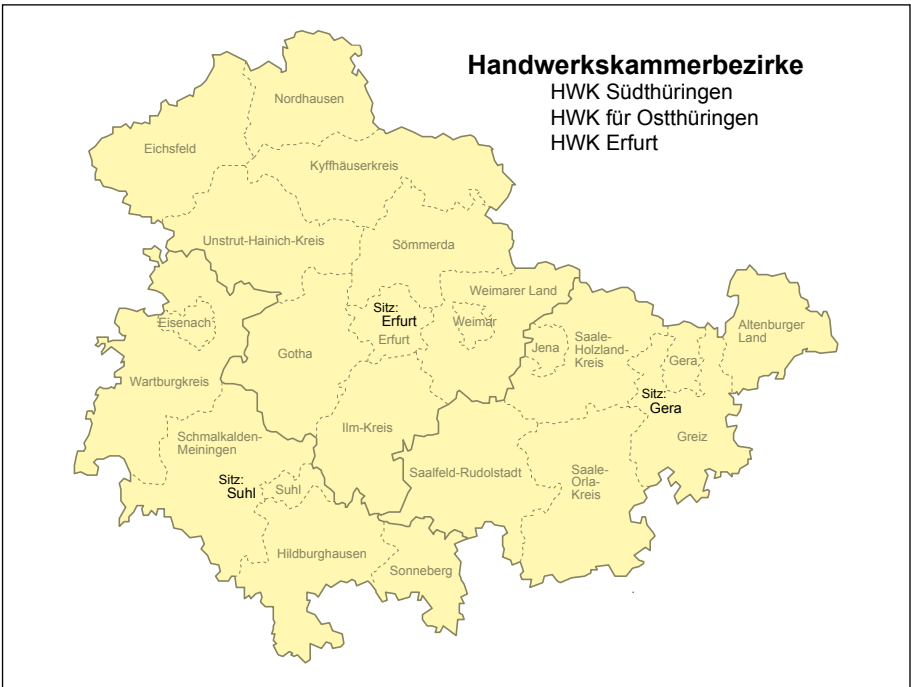 Handwerkskammerbezirke
HWK Südthüringen
HWK für Ostthüringen
HWK Erfurt
Nordhausen
Eichsfeld
Kyffhäuserkreis
Unstrut-Hainich-Kreis
Sömmerda
Weimarer Land
Sitz:
Erfurt
Erfurt
Weimar
Eisenach
Gotha
Jena
Saale-
Holzland-
Kreis
Gera
Altenburger
Land
Wartburgkreis
Sitz:
Gera
Ilm-Kreis
Greiz
Schmalkalden-
Meiningen
Saalfeld-Rudolstadt
Saale-
Orla-
Kreis
Sitz:
Suhl
Suhl
Hildburghausen
Sonneberg